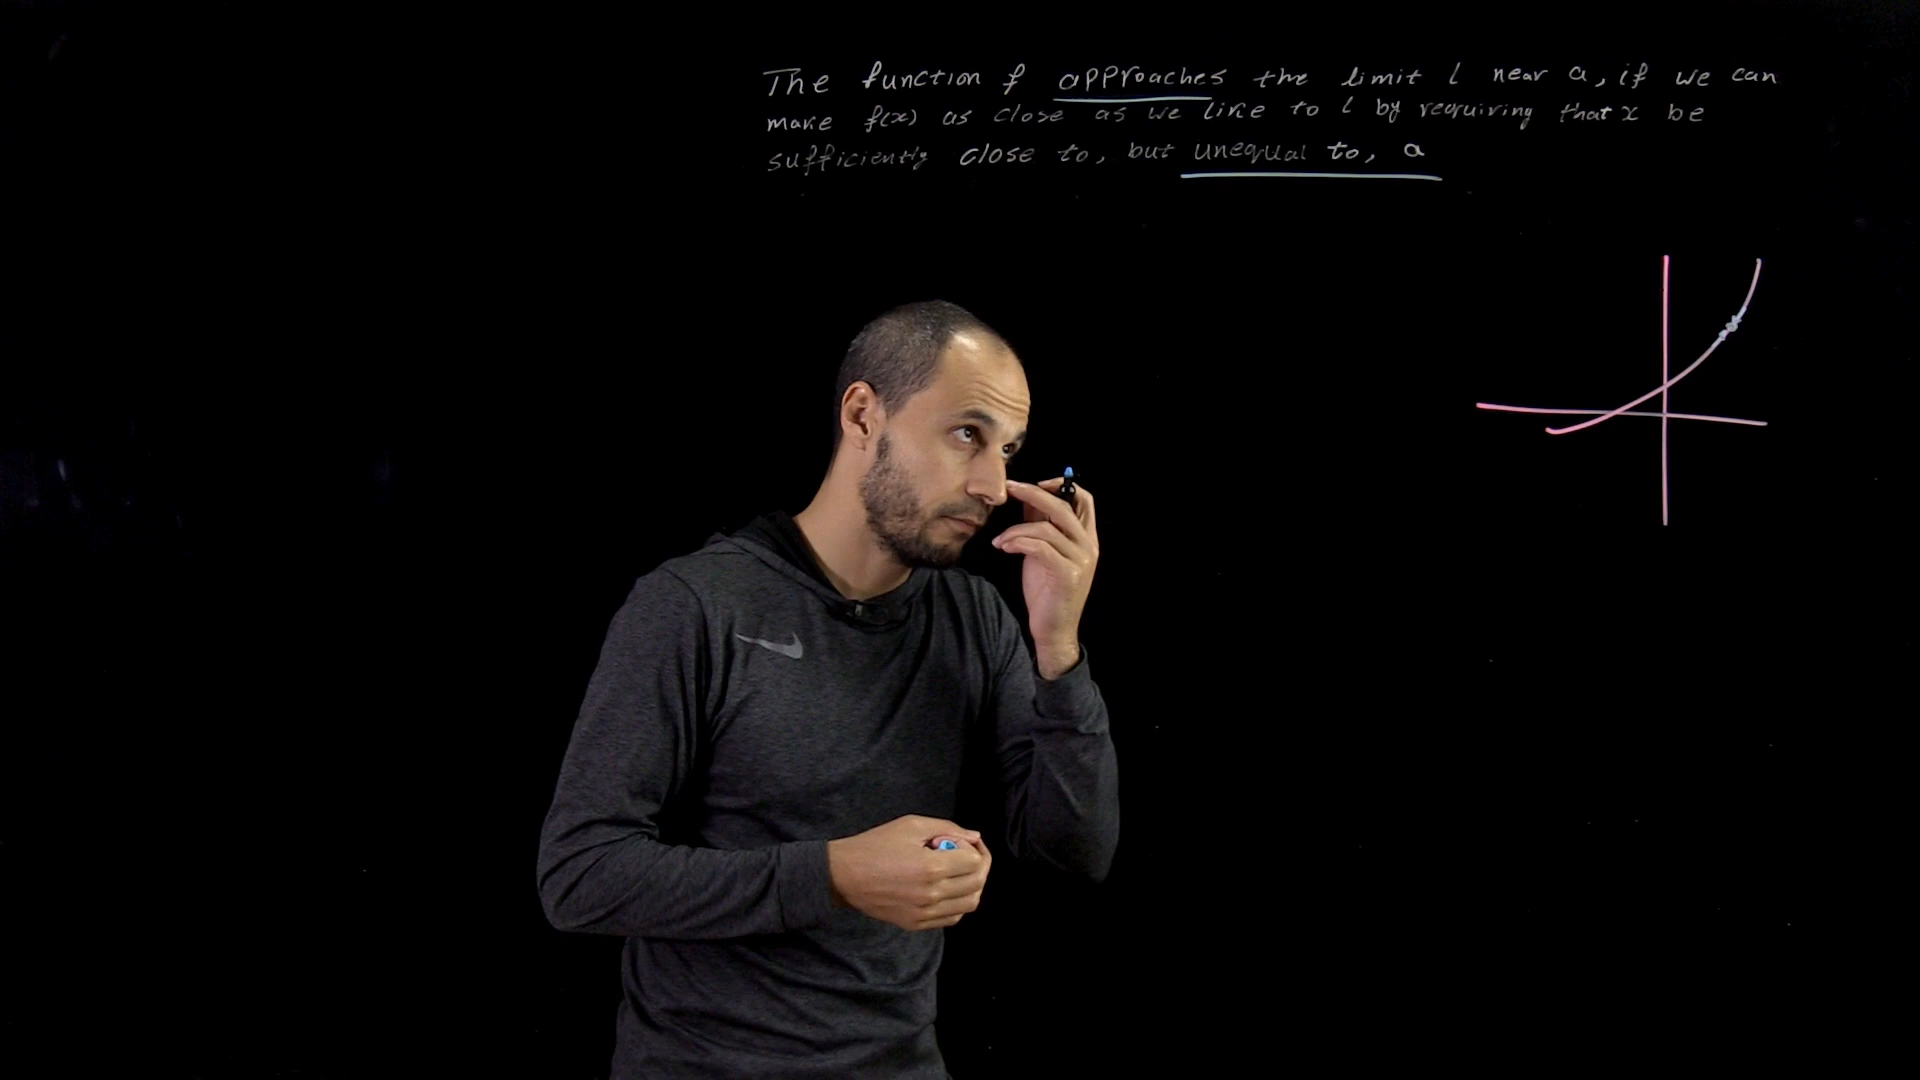 The function f approaches the limit l near a, if we can
make f(x) as close as we like to l by requiring that x be
sufficiently close to, but unequal to, a